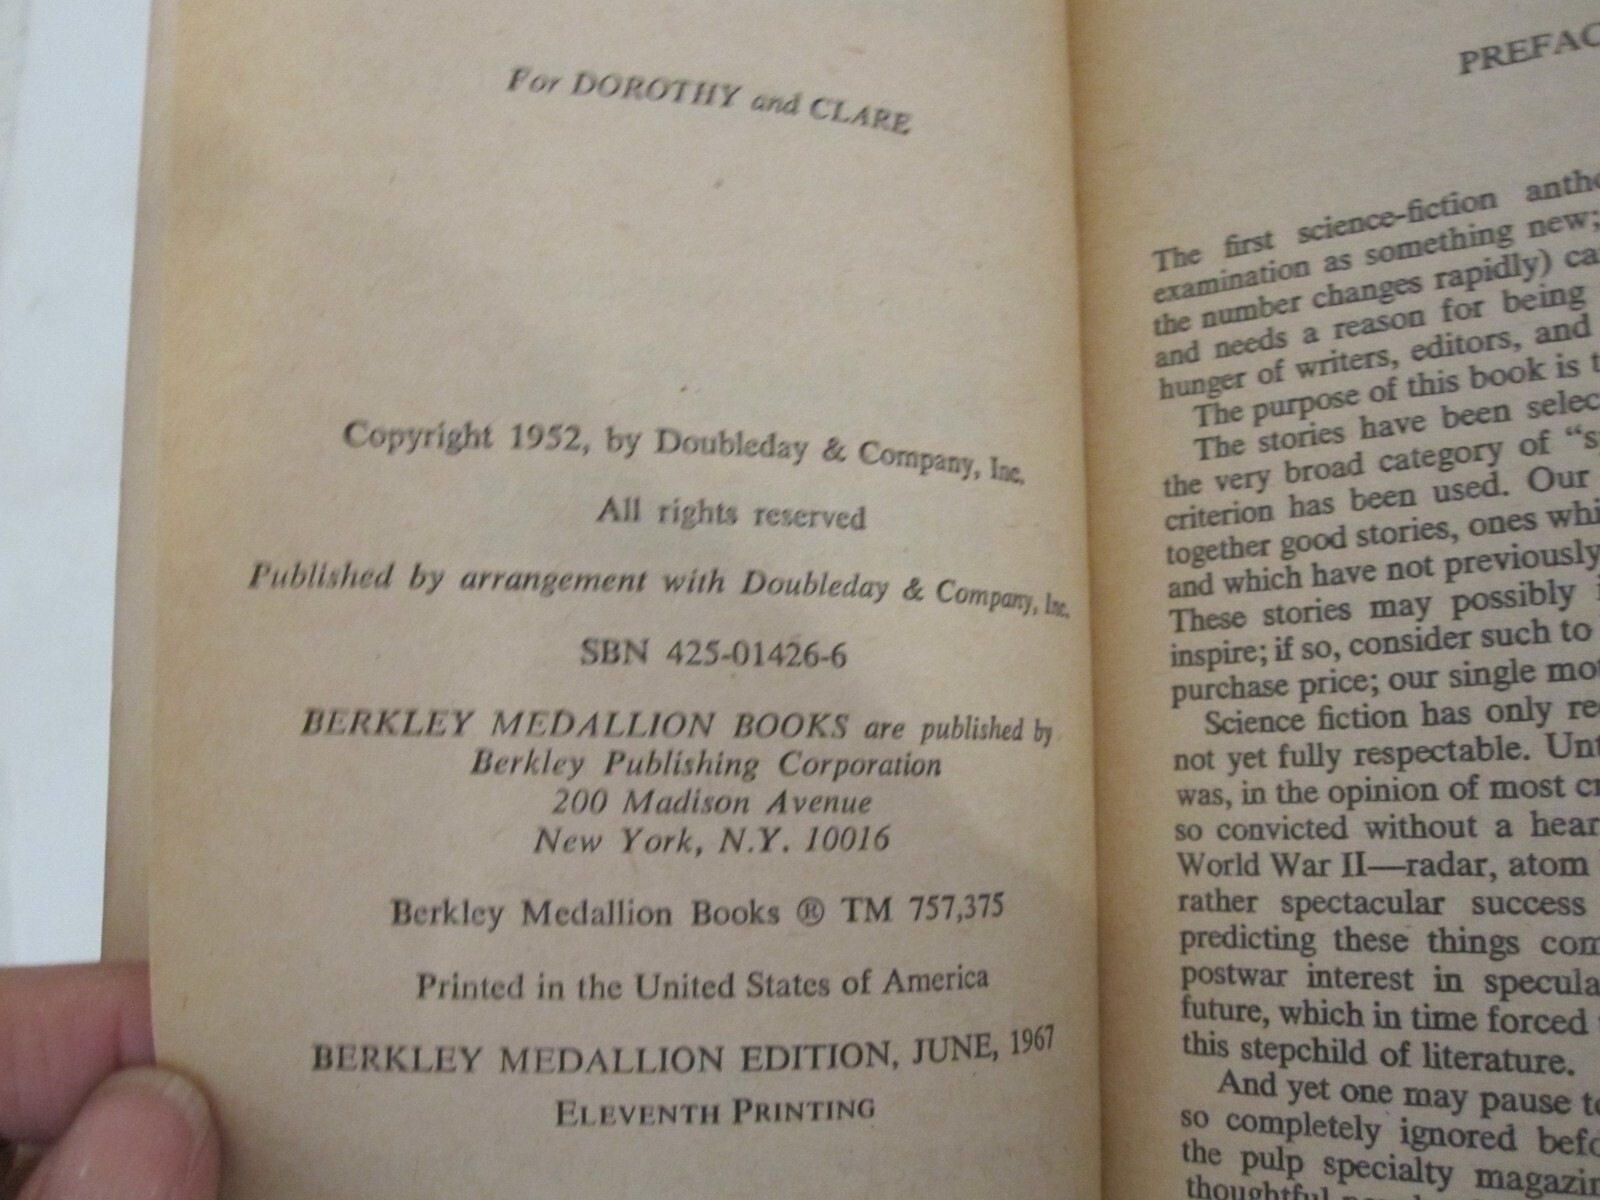 For DOROTHY and CLARE
Copyright 1952, by Doubleday & Company, Inc.
All rights reserved
Published by arrangement with Doubleday & Company, Inc.
SBN 425-01426-6
BERKLEY MEDALLION BOOKS are published by
Berkley Publishing Corporation
200 Madison Avenue
New York, N.Y. 10016
Berkley Medallion Books ® TM 757,375
Printed in the United States of America
BERKLEY MEDALLION EDITION, JUNE, 1967
ELEVENTH PRINTING
PREFAC
The first science-fiction antho
examination as something new;
the number changes rapidly) ca
and needs a reason for being
hunger of writers, editors, and
The purpose of this book is t
The stories have been selec
the very broad category of "s
criterion has been used. Our
together good stories, ones whi
and which have not previously
These stories may possibly i
inspire; if so, consider such to
purchase price; our single mot
Science fiction has only re
not yet fully respectable. Unt
was, in the opinion of most cr
so convicted without a hear
World War II—radar, atom
rather spectacular success
predicting these things com
postwar interest in specula
future, which in time forced
this stepchild of literature.
And yet one may pause to
so completely ignored befo
the pulp specialty magazin
thoughtful